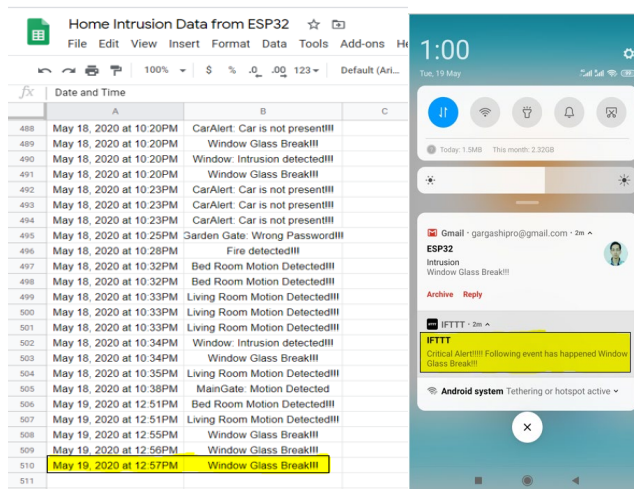 Home Intrusion Data from ESP32
File Edit View Insert Format Data Tools Add-ons He
100% $ % .0 .00 123 Default (Ari...
fx Date and Time
A B C
488 May 18, 2020 at 10:20PM CarAlert: Car is not present!!!
489 May 18, 2020 at 10:20PM Window Glass Break!!!
490 May 18, 2020 at 10:20PM Window: Intrusion detected!!!
491 May 18, 2020 at 10:20PM Window Glass Break!!!
492 May 18, 2020 at 10:23PM CarAlert: Car is not present!!!
493 May 18, 2020 at 10:23PM CarAlert: Car is not present!!!
494 May 18, 2020 at 10:23PM CarAlert: Car is not present!!!
495 May 18, 2020 at 10:25PM Garden Gate: Wrong Password!!!
496 May 18, 2020 at 10:28PM Fire detected!!!
497 May 18, 2020 at 10:32PM Bed Room Motion Detected!!!
498 May 18, 2020 at 10:32PM Bed Room Motion Detected!!!
499 May 18, 2020 at 10:33PM Living Room Motion Detected!!!
500 May 18, 2020 at 10:33PM Living Room Motion Detected!!!
501 May 18, 2020 at 10:33PM Living Room Motion Detected!!!
502 May 18, 2020 at 10:34PM Window: Intrusion detected!!!
503 May 18, 2020 at 10:34PM Window Glass Break!!!
504 May 18, 2020 at 10:35PM Living Room Motion Detected!!!
505 May 18, 2020 at 10:38PM MainGate: Motion Detected
506 May 19, 2020 at 12:51PM Bed Room Motion Detected!!!
507 May 19, 2020 at 12:51PM Living Room Motion Detected!!!
508 May 19, 2020 at 12:55PM Window Glass Break!!!
509 May 19, 2020 at 12:56PM Window Glass Break!!!
510 May 19, 2020 at 12:57PM Window Glass Break!!!
511
1:00
Tue, 19 May
Today: 1.5MB This month: 2.32GB
Gmail · gargashipro@gmail.com · 2m
ESP32
Intrusion
Window Glass Break!!!
Archive Reply
IFTTT · 2m
IFTTT
Critical Alert!!!!! Following event has happened Window
Glass Break!!!
Android system Tethering or hotspot active